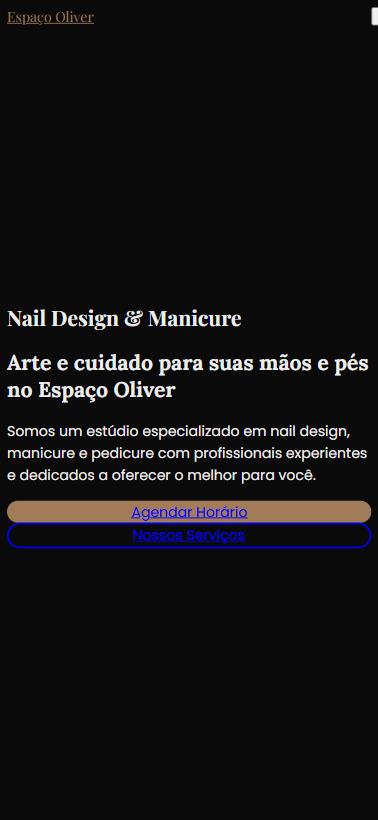 Espaço Oliver
Nail Design & Manicure
Arte e cuidado para suas mãos e pés
no Espaço Oliver
Somos um estúdio especializado em nail design,
manicure e pedicure com profissionais experientes
e dedicados a oferecer o melhor para você.
Agendar Horário
Nossos Serviços